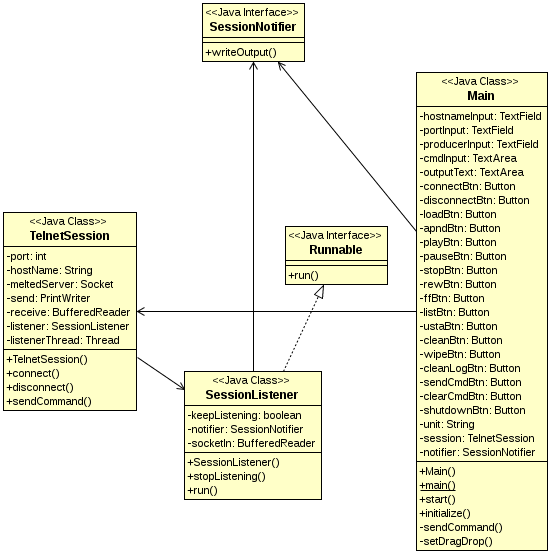 <<Java Interface>>
SessionNotifier
+writeOutput()
<<Java Class>>
Main
-hostnameInput: TextField
-portInput: TextField
-producerInput: TextField
-cmdInput: TextArea
-outputText: TextArea
-connectBtn: Button
-disconnectBtn: Button
-loadBtn: Button
-apndBtn: Button
-playBtn: Button
-pauseBtn: Button
-stopBtn: Button
-rewBtn: Button
-ffBtn: Button
-listBtn: Button
-ustaBtn: Button
-cleanBtn: Button
-wipeBtn: Button
-cleanLogBtn: Button
-sendCmdBtn: Button
-clearCmdBtn: Button
-shutdownBtn: Button
-unit: String
-session: TelnetSession
-notifier: SessionNotifier
+Main()
+main()
+start()
+initialize()
-sendCommand()
-setDragDrop()
<<Java Class>>
TelnetSession
-port: int
-hostName: String
-meltedServer: Socket
-send: PrintWriter
-receive: BufferedReader
-listener: SessionListener
-listenerThread: Thread
+TelnetSession()
+connect()
+disconnect()
+sendCommand()
<<Java Interface>>
Runnable
+run()
<<Java Class>>
SessionListener
-keepListening: boolean
-notifier: SessionNotifier
-socketIn: BufferedReader
+SessionListener()
+stopListening()
+run()